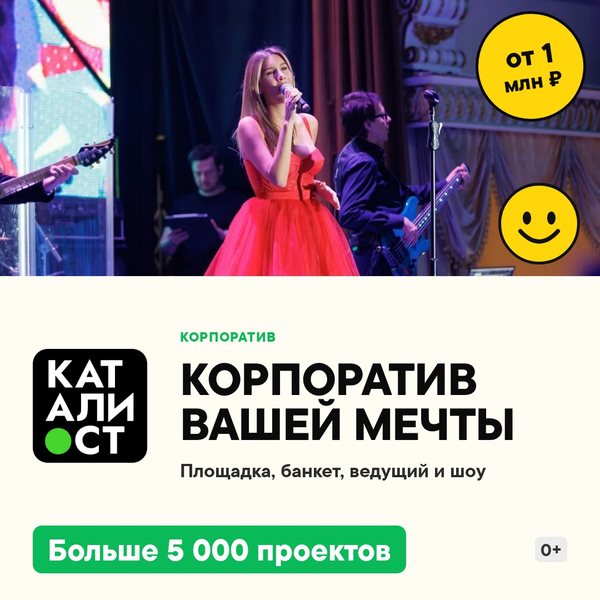 от 1
млн ₽
КОРПОРАТИВ
КАТ
АЛИ
СТ
КОРПОРАТИВ
ВАШЕЙ МЕЧТЫ
Площадка, банкет, ведущий и шоу
Больше 5 000 проектов
0+